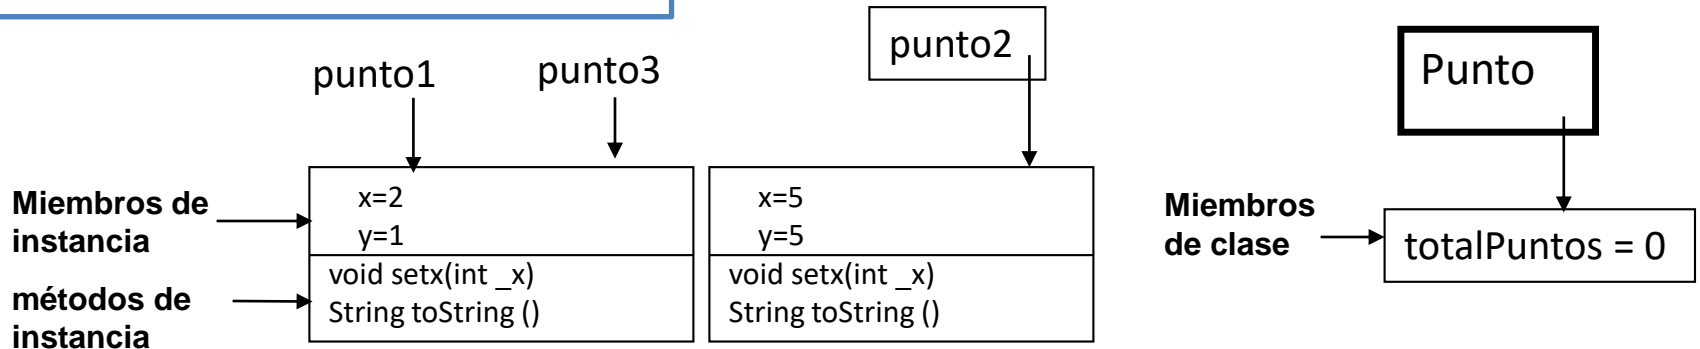 punto1
punto3
punto2
Punto
Miembros de
instancia
métodos de
instancia
x=2
y=1
void setx(int _x)
String toString ()
x=5
y=5
void setx(int _x)
String toString ()
Miembros
de clase
totalPuntos = 0